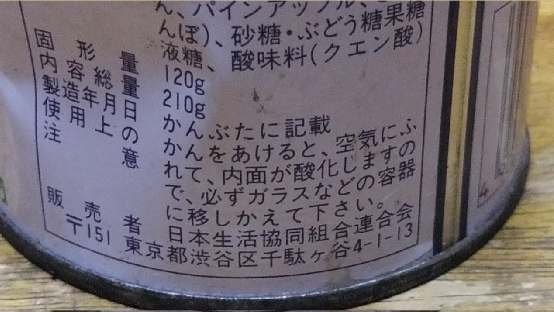 ん、パインアップル、
んぼ)、砂糖・ぶどう糖果糖
液糖、酸味料(クエン酸)
固形量 120g
内容総量 210g
製造年月日 かんぶたに記載
使用上の注意 かんをあけると、空気にふ
れて、内面が酸化しますの
で、必ずガラスなどの容器
に移しかえて下さい。
販売者 日本生活協同組合連合会
〒151 東京都渋谷区千駄ヶ谷4-1-13